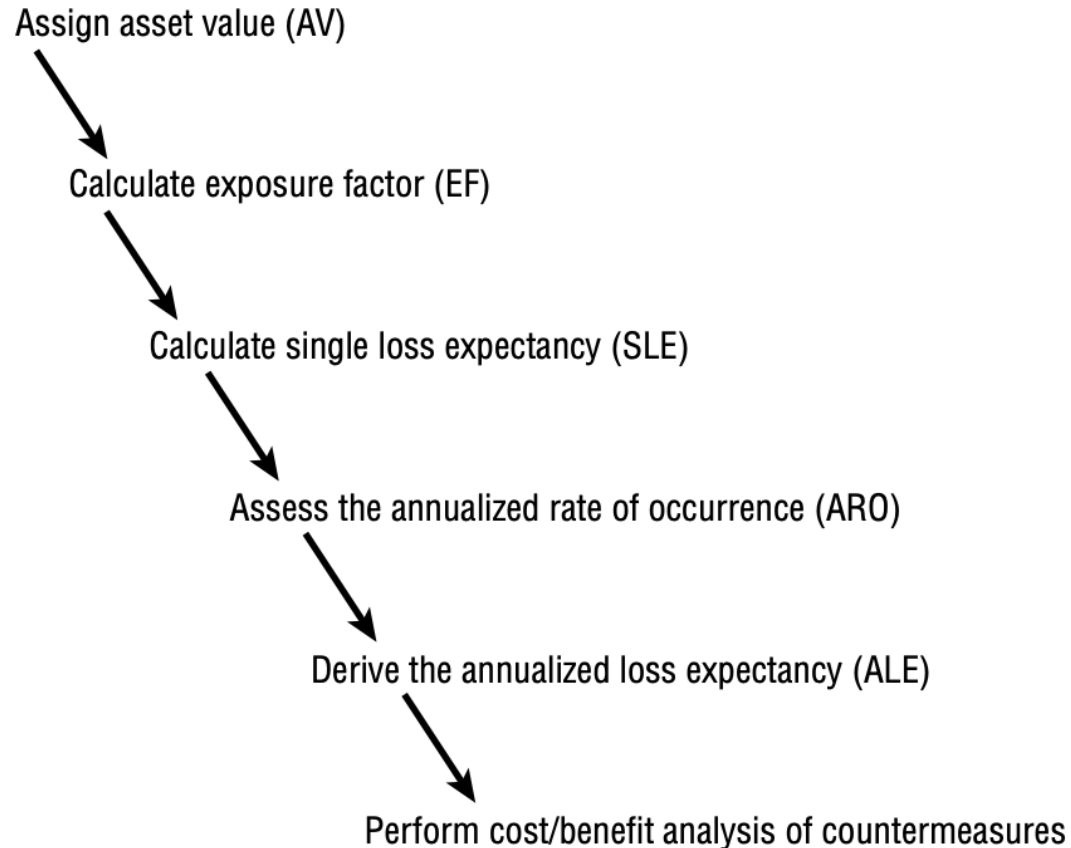 Assign asset value (AV)
Calculate exposure factor (EF)
Calculate single loss expectancy (SLE)
Assess the annualized rate of occurrence (ARO)
Derive the annualized loss expectancy (ALE)
Perform cost/benefit analysis of countermeasures